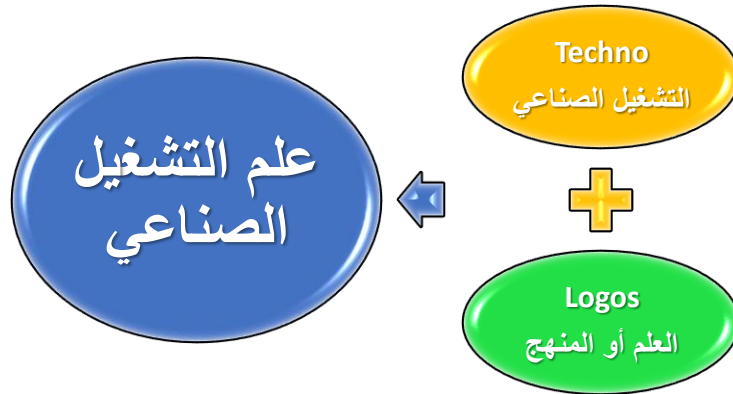 Techno
التشغيل الصناعي
Logos
العلم أو المنهج
علم التشغيل
الصناعي